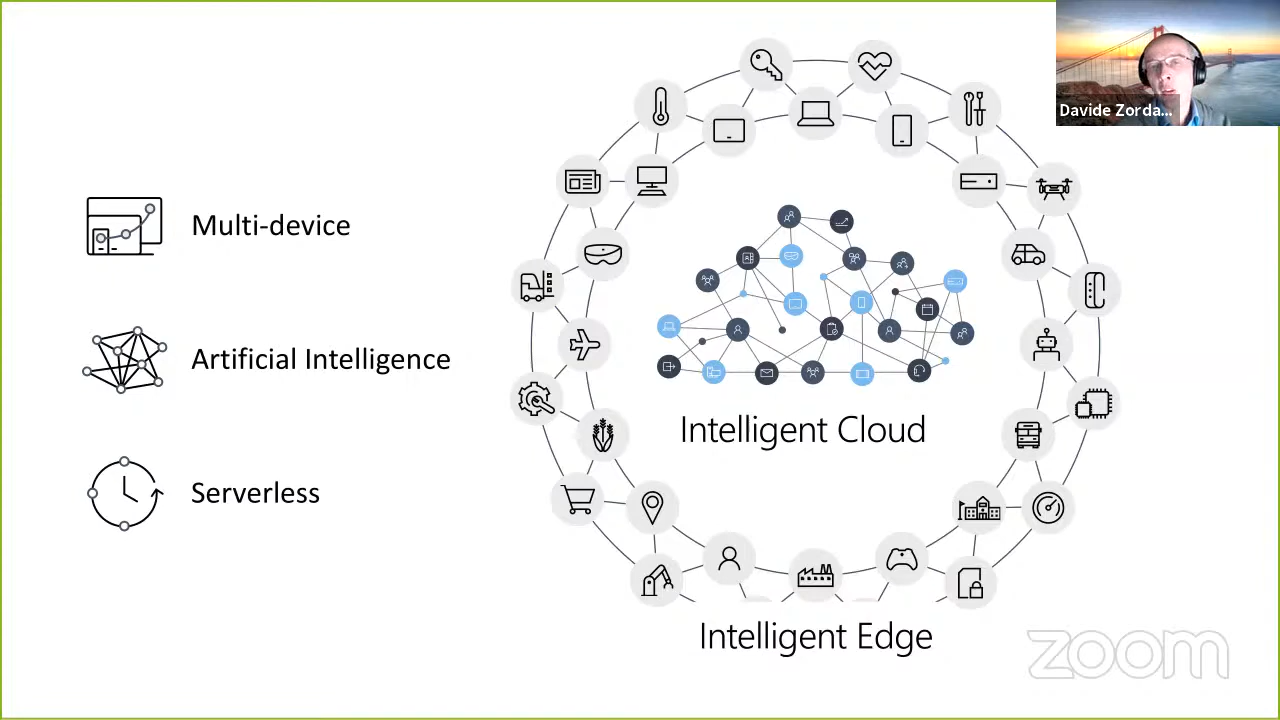 Multi-device
Artificial Intelligence
Serverless
Intelligent Cloud
Intelligent Edge
Davide Zorda...
zoom